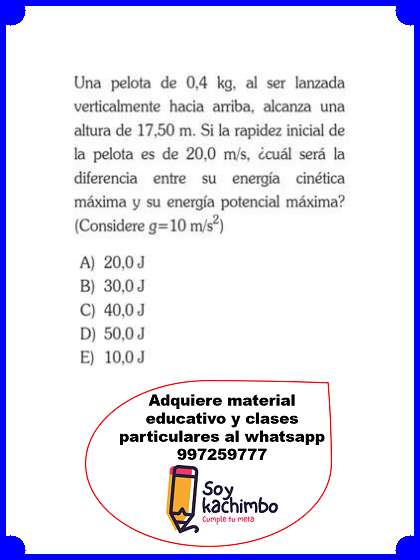 Una pelota de 0,4 kg, al ser lanzada
verticalmente hacia arriba, alcanza una
altura de 17,50 m. Si la rapidez inicial de
la pelota es de 20,0 m/s, ¿cuál será la
diferencia entre su energía cinética
máxima y su energía potencial máxima?
(Considere g=10 m/s²)
A) 20,0 J
B) 30,0 J
C) 40,0 J
D) 50,0 J
E) 10,0 J
Adquiere material
educativo y clases
particulares al whatsapp
997259777
Soy
kachimbo
Cumple tu meta